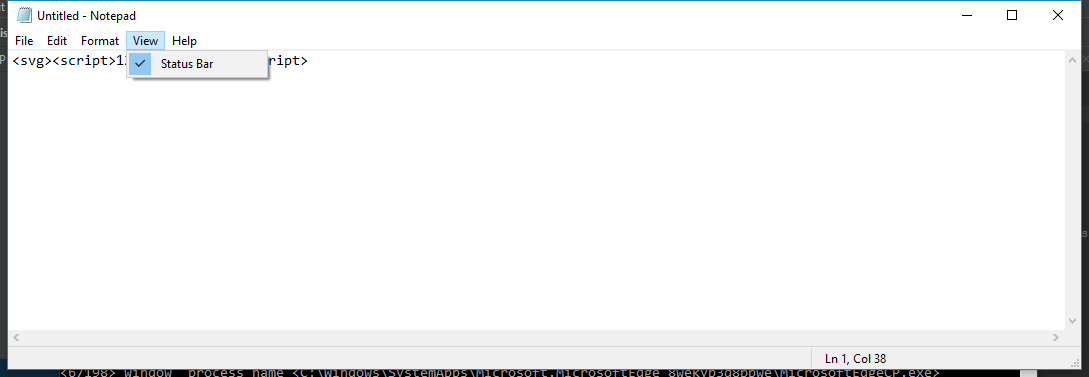 Untitled - Notepad
File Edit Format View Help
<svg><script>1 ript>
Status Bar
Ln 1, Col 38
<6/198> window process name <C:\Windows\SystemApps\Microsoft.MicrosoftEdge_8wekyb3d8bbwe\MicrosoftEdgeCP.exe>